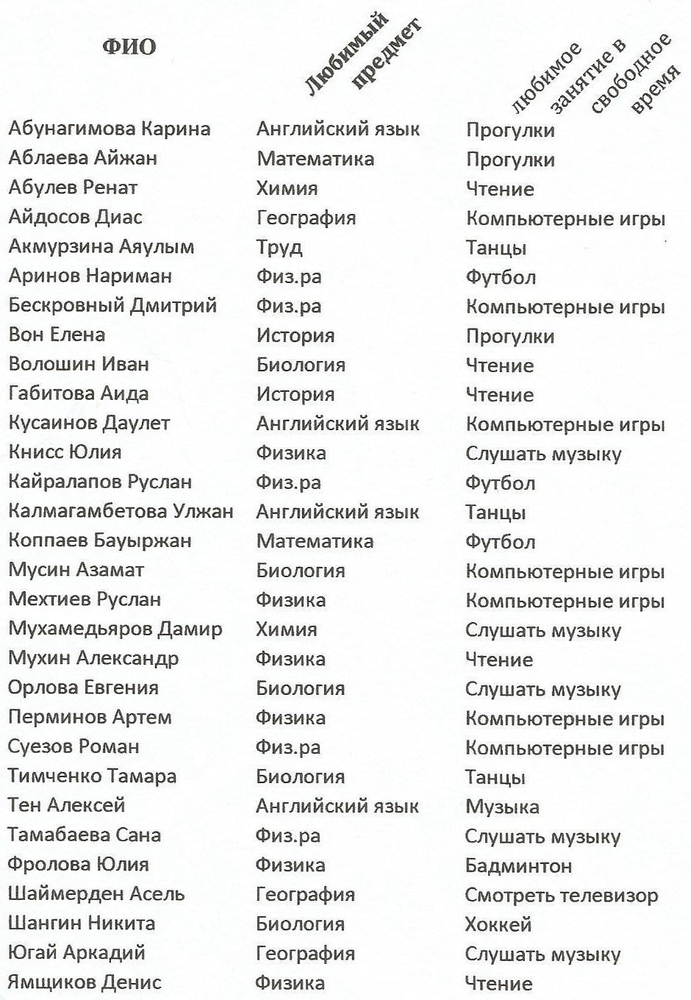 ФИО
Любимый предмет
любимое занятие в свободное время
Абунагимова Карина Английский язык Прогулки
Аблаева Айжан Математика Прогулки
Абулев Ренат Химия Чтение
Айдосов Диас География Компьютерные игры
Акмурзина Аяулым Труд Танцы
Аринов Нариман Физ.ра Футбол
Бескровный Дмитрий Физ.ра Компьютерные игры
Вон Елена История Прогулки
Волошин Иван Биология Чтение
Габитова Аида История Чтение
Кусаинов Даулет Английский язык Компьютерные игры
Книсс Юлия Физика Слушать музыку
Кайралапов Руслан Физ.ра Футбол
Калмагамбетова Улжан Английский язык Танцы
Коппаев Бауыржан Математика Футбол
Мусин Азамат Биология Компьютерные игры
Мехтиев Руслан Физика Компьютерные игры
Мухамедьяров Дамир Химия Слушать музыку
Мухин Александр Физика Чтение
Орлова Евгения Биология Слушать музыку
Перминов Артем Физика Компьютерные игры
Суезов Роман Физ.ра Компьютерные игры
Тимченко Тамара Биология Танцы
Тен Алексей Английский язык Музыка
Тамабаева Сана Физ.ра Слушать музыку
Фролова Юлия Физика Бадминтон
Шаймерден Асель География Смотреть телевизор
Шангин Никита Биология Хоккей
Югай Аркадий География Слушать музыку
Ямщиков Денис Физика Чтение